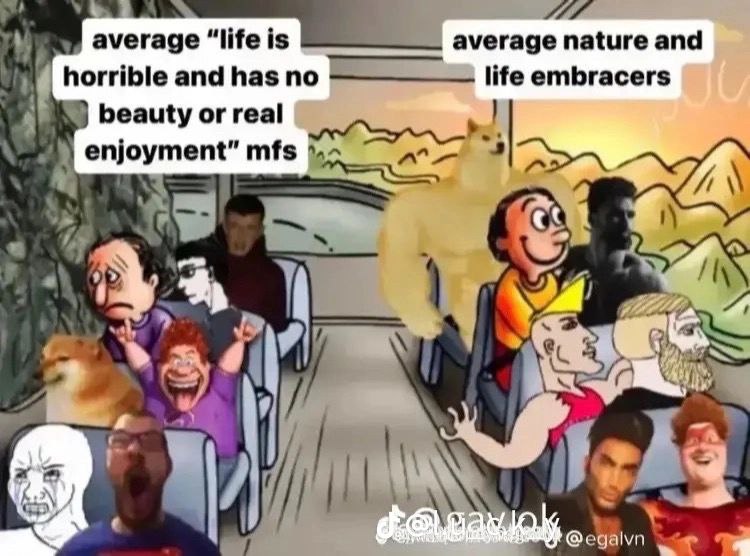 average “life is
horrible and has no
beauty or real
enjoyment” mfs
average nature and
life embracers
@egalvn